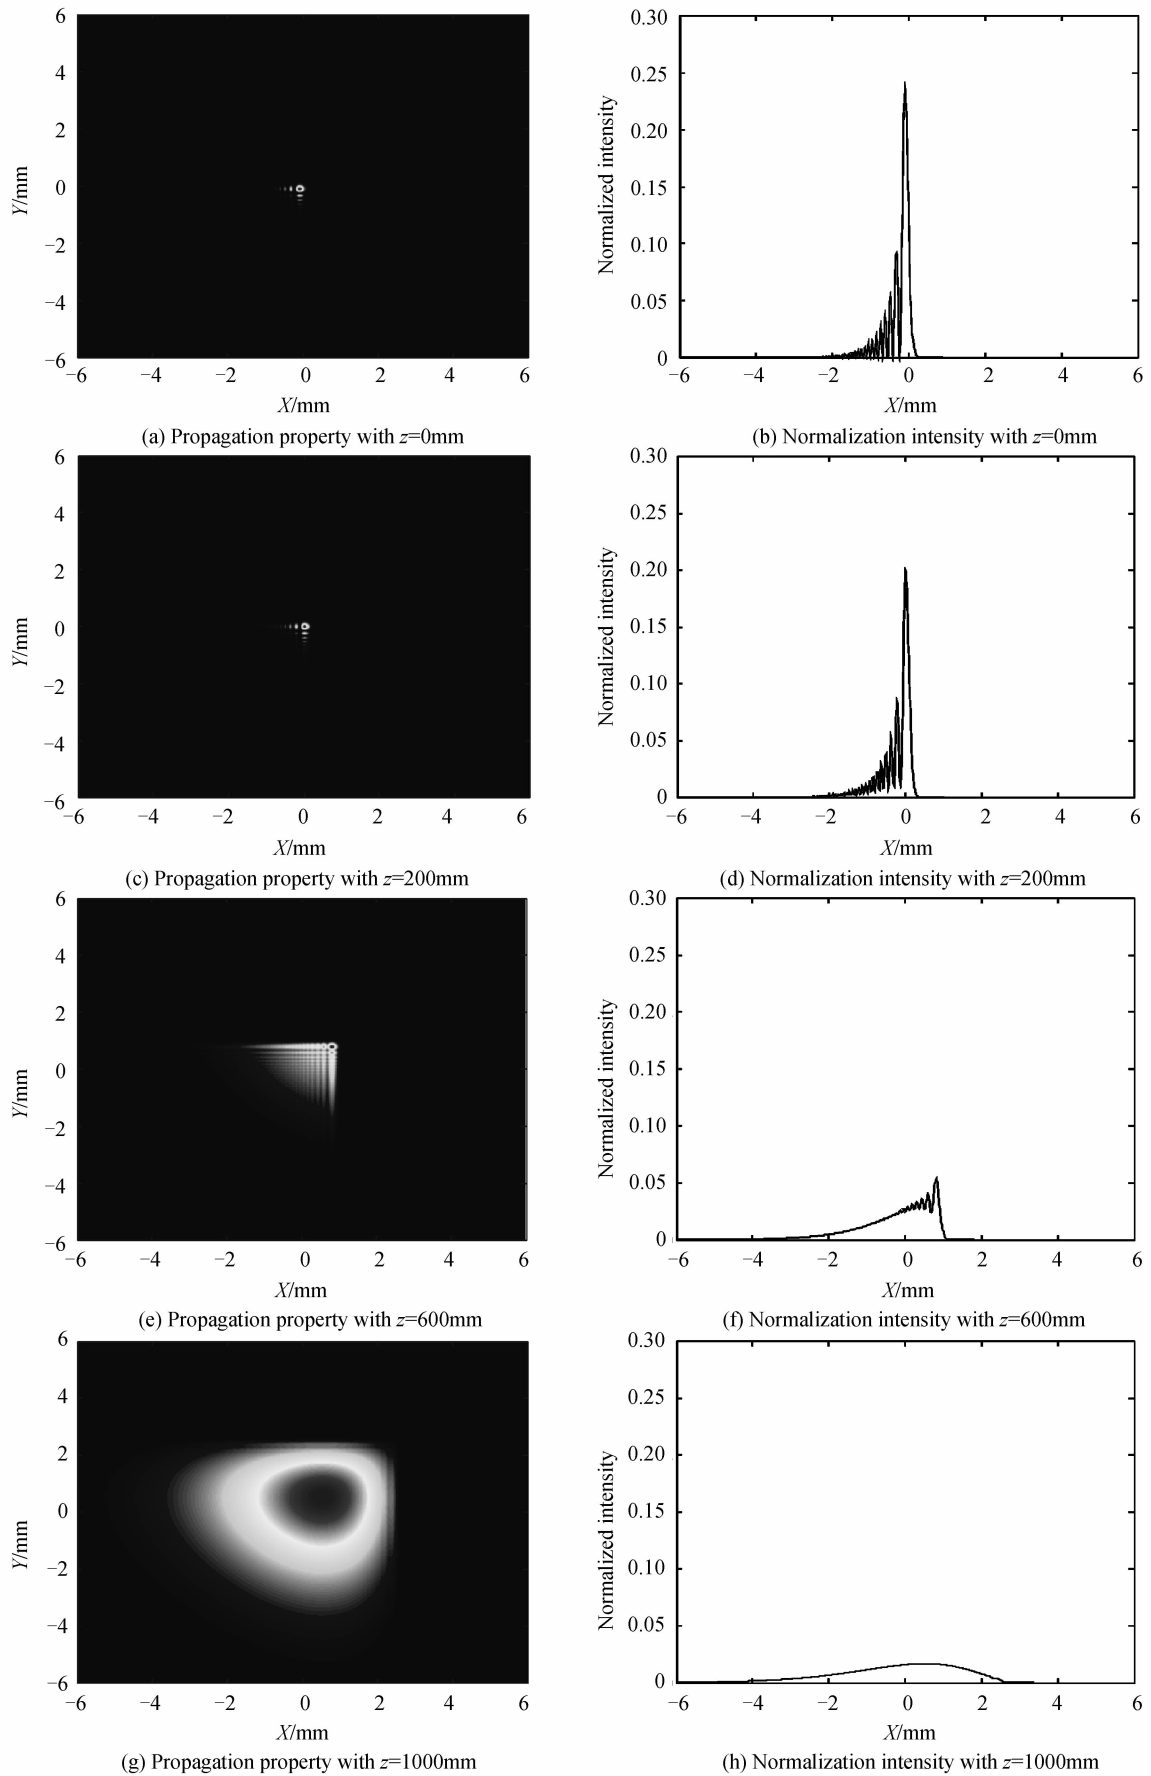 6
4
2
0
−2
−4
−6
Y/mm
−6 −4 −2 0 2 4 6
X/mm
(a) Propagation property with z=0mm
0.30
0.25
0.20
0.15
0.10
0.05
0
Normalized intensity
−6 −4 −2 0 2 4 6
X/mm
(b) Normalization intensity with z=0mm
6
4
2
0
−2
−4
−6
Y/mm
−6 −4 −2 0 2 4 6
X/mm
(c) Propagation property with z=200mm
0.30
0.25
0.20
0.15
0.10
0.05
0
Normalized intensity
−6 −4 −2 0 2 4 6
X/mm
(d) Normalization intensity with z=200mm
6
4
2
0
−2
−4
−6
Y/mm
−6 −4 −2 0 2 4 6
X/mm
(e) Propagation property with z=600mm
0.30
0.25
0.20
0.15
0.10
0.05
0
Normalized intensity
−6 −4 −2 0 2 4 6
X/mm
(f) Normalization intensity with z=600mm
6
4
2
0
−2
−4
−6
Y/mm
−6 −4 −2 0 2 4 6
X/mm
(g) Propagation property with z=1000mm
0.30
0.25
0.20
0.15
0.10
0.05
0
Normalized intensity
−6 −4 −2 0 2 4 6
X/mm
(h) Normalization intensity with z=1000mm